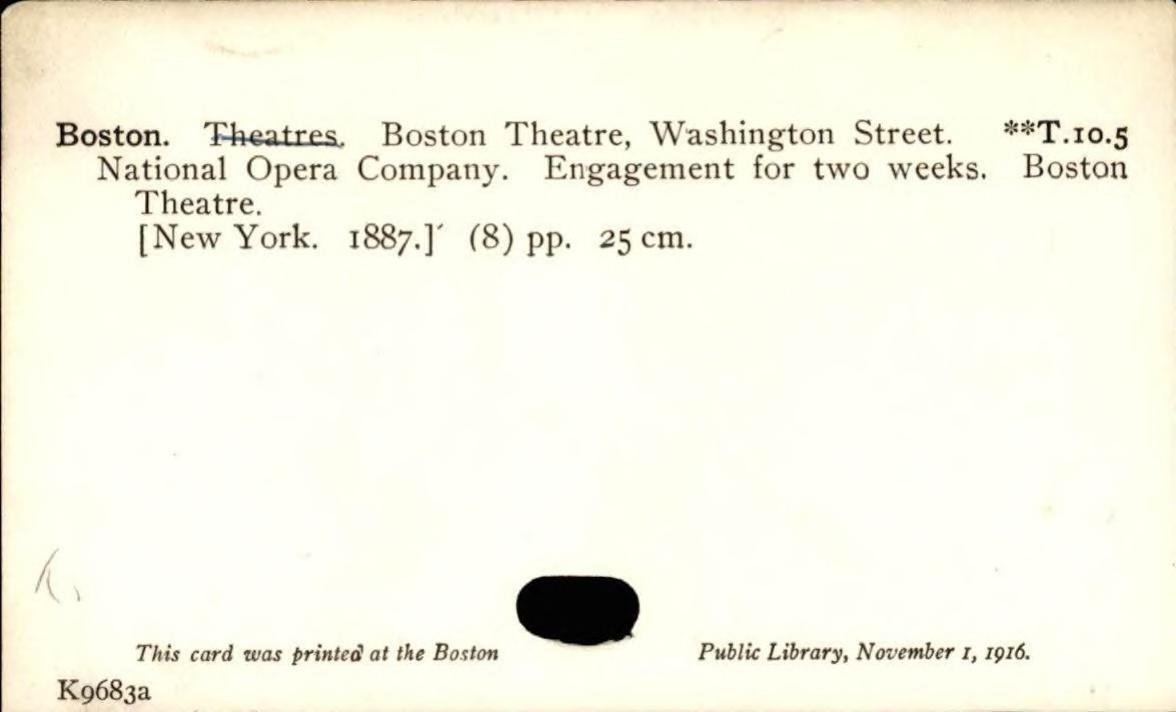 Boston. Theatres. Boston Theatre, Washington Street. **T.10.5
National Opera Company. Engagement for two weeks. Boston
Theatre.
[New York. 1887.] (8) pp. 25 cm.
This card was printed at the Boston Public Library, November 1, 1916.
K9683a